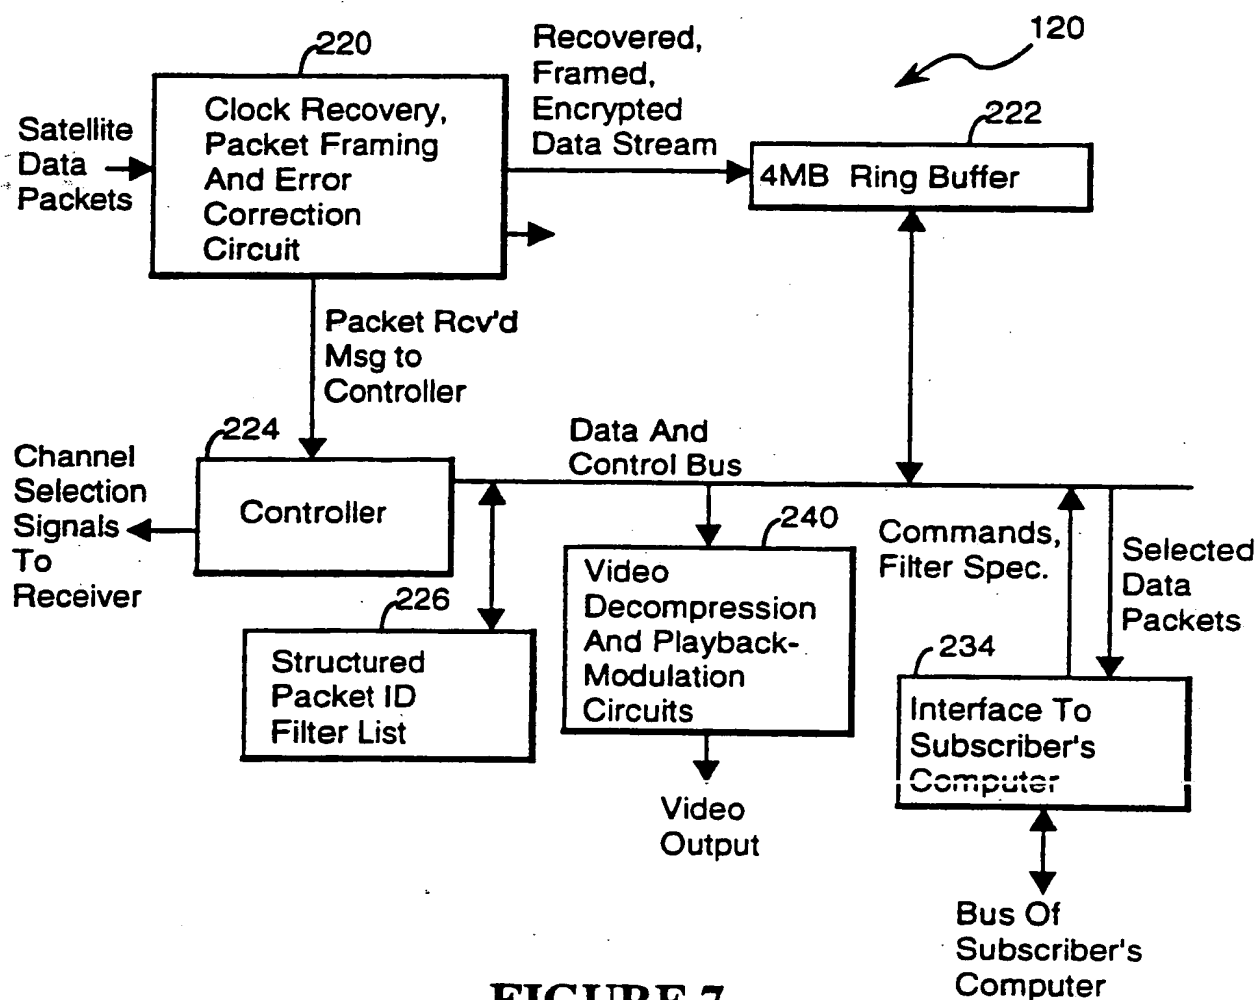 220
Recovered,
Framed,
Encrypted
Data Stream
120
Satellite
Data
Packets
Clock Recovery,
Packet Framing
And Error
Correction
Circuit
222
4MB Ring Buffer
Packet Rcv'd
Msg to
Controller
224
Channel
Selection
Signals
To
Receiver
Controller
Data And
Control Bus
226
Structured
Packet ID
Filter List
240
Video
Decompression
And Playback-
Modulation
Circuits
Video
Output
Commands,
Filter Spec.
Selected
Data
Packets
234
Interface To
Subscriber's
Computer
Bus Of
Subscriber's
Computer
FIGURE 7